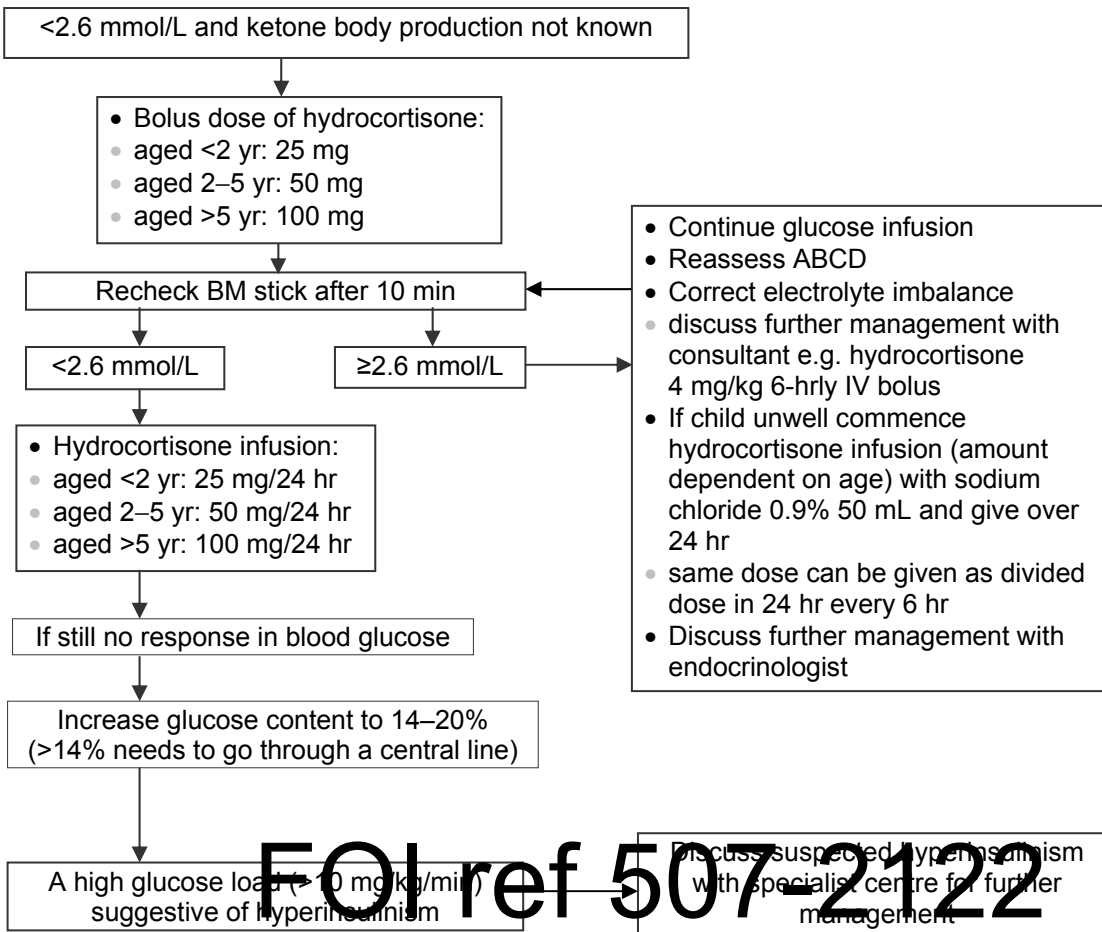 <2.6 mmol/L and ketone body production not known
• Bolus dose of hydrocortisone:
• aged <2 yr: 25 mg
• aged 2–5 yr: 50 mg
• aged >5 yr: 100 mg
Recheck BM stick after 10 min
<2.6 mmol/L
≥2.6 mmol/L
• Continue glucose infusion
• Reassess ABCD
• Correct electrolyte imbalance
• discuss further management with
consultant e.g. hydrocortisone
4 mg/kg 6-hrly IV bolus
• If child unwell commence
hydrocortisone infusion (amount
dependent on age) with sodium
chloride 0.9% 50 mL and give over
24 hr
• same dose can be given as divided
dose in 24 hr every 6 hr
• Discuss further management with
endocrinologist
• Hydrocortisone infusion:
• aged <2 yr: 25 mg/24 hr
• aged 2–5 yr: 50 mg/24 hr
• aged >5 yr: 100 mg/24 hr
If still no response in blood glucose
Increase glucose content to 14–20%
(>14% needs to go through a central line)
A high glucose load (>10 mg/kg/min)
suggestive of hyperinsulinism
Discuss suspected hyperinsulinism
with specialist centre for further
management
FOI ref 507-2122